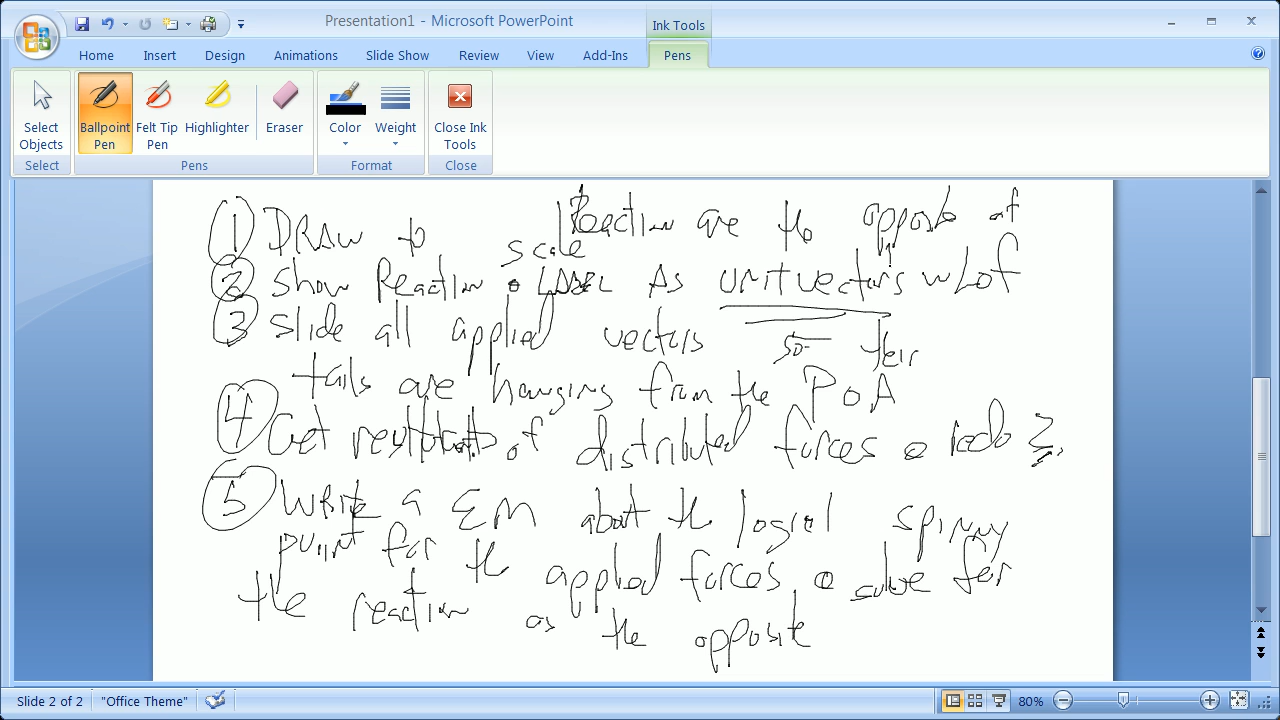 Presentation1 - Microsoft PowerPoint
Ink Tools
Home Insert Design Animations Slide Show Review View Add-Ins Pens
Select Objects
Ballpoint Pen
Felt Tip Pen
Highlighter
Eraser
Color
Weight
Close Ink Tools
Select Pens Format Close
Reaction are the opposite of
1 DRAW to scale
2 show Reaction LABEL As unit vectors w/
3 slide all applied vectors so their
tails are hanging from the PoA
4 Get of distributed forces redo 3.
5 Write a ΣM about the logical spinny
point for the applied forces solve for
the reaction as the opposite
Slide 2 of 2 "Office Theme" 80%